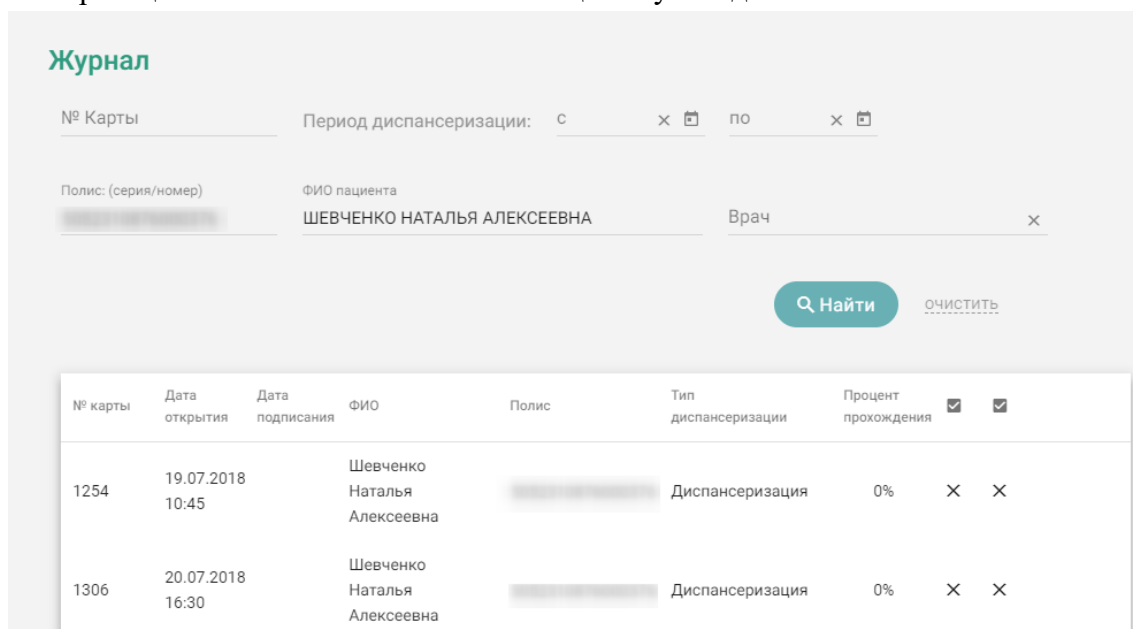 Журнал
№ Карты
Период диспансеризации: с по
Полис: (серия/номер) ФИО пациента
ШЕВЧЕНКО НАТАЛЬЯ АЛЕКСЕЕВНА Врач
Найти очистить
№ карты Дата открытия Дата подписания ФИО Полис Тип диспансеризации Процент прохождения
1254 19.07.2018 10:45 Шевченко Наталья Алексеевна Диспансеризация 0%
1306 20.07.2018 16:30 Шевченко Наталья Алексеевна Диспансеризация 0%